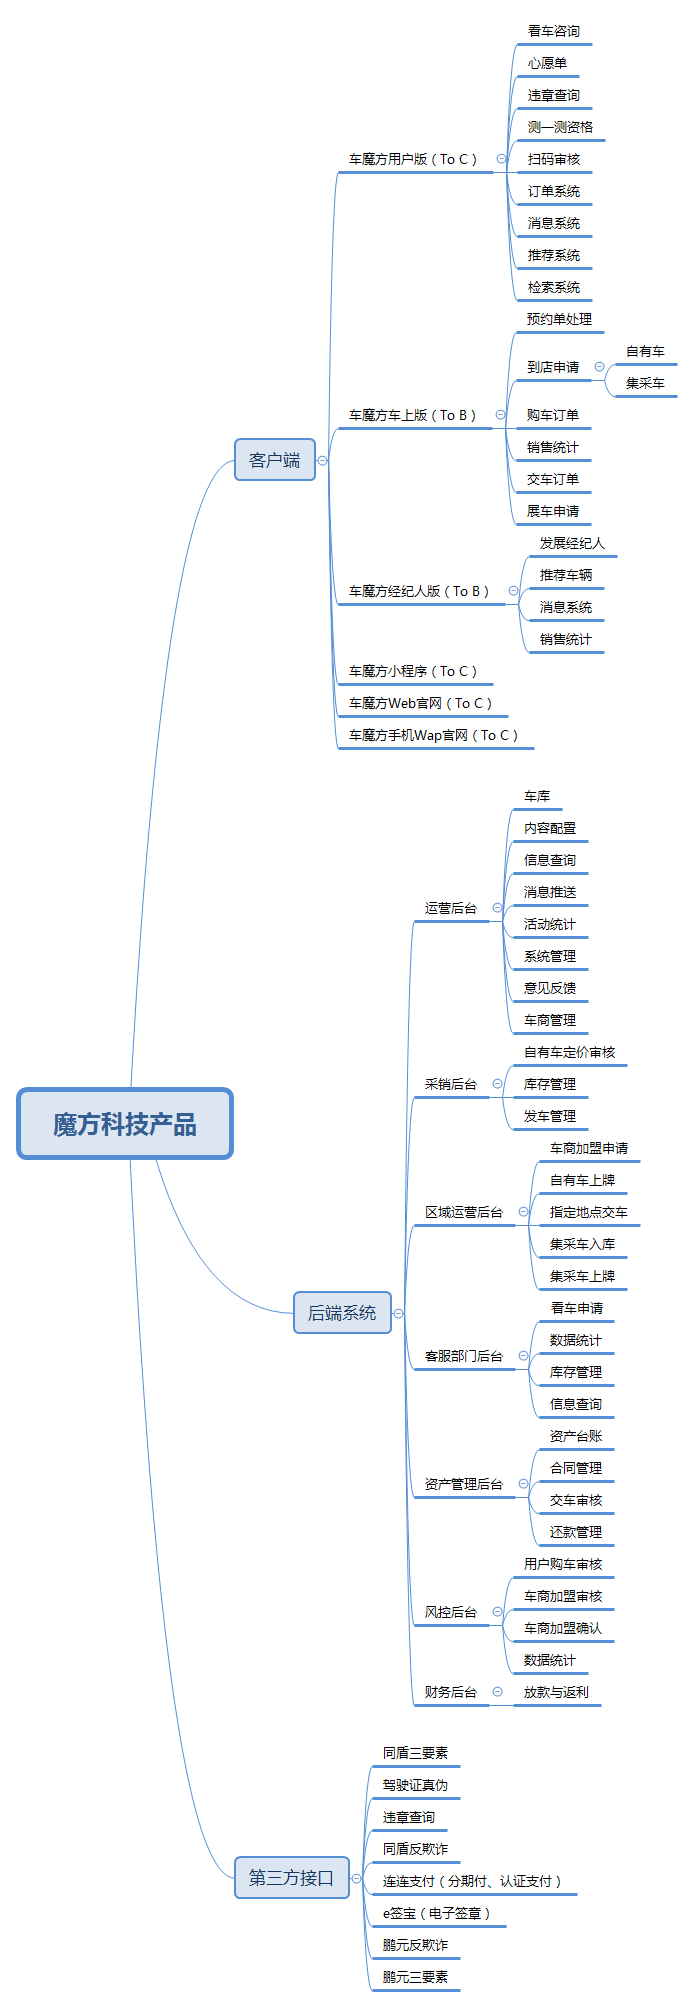 魔方科技产品
客户端
车魔方用户版（To C）
看车咨询
心愿单
违章查询
测一测资格
扫码审核
订单系统
消息系统
推荐系统
检索系统
车魔方车上版（To B）
预约单处理
到店申请
自有车
集采车
购车订单
销售统计
交车订单
展车申请
车魔方经纪人版（To B）
发展经纪人
推荐车辆
消息系统
销售统计
车魔方小程序（To C）
车魔方Web官网（To C）
车魔方手机Wap官网（To C）
后端系统
运营后台
车库
内容配置
信息查询
消息推送
活动统计
系统管理
意见反馈
车商管理
采销后台
自有车定价审核
库存管理
发车管理
区域运营后台
车商加盟申请
自有车上牌
指定地点交车
集采车入库
集采车上牌
客服部门后台
看车申请
数据统计
库存管理
信息查询
资产管理后台
资产台账
合同管理
交车审核
还款管理
风控后台
用户购车审核
车商加盟审核
车商加盟确认
数据统计
财务后台
放款与返利
第三方接口
同盾三要素
驾驶证真伪
违章查询
同盾反欺诈
连连支付（分期付、认证支付）
e签宝（电子签章）
鹏元反欺诈
鹏元三要素